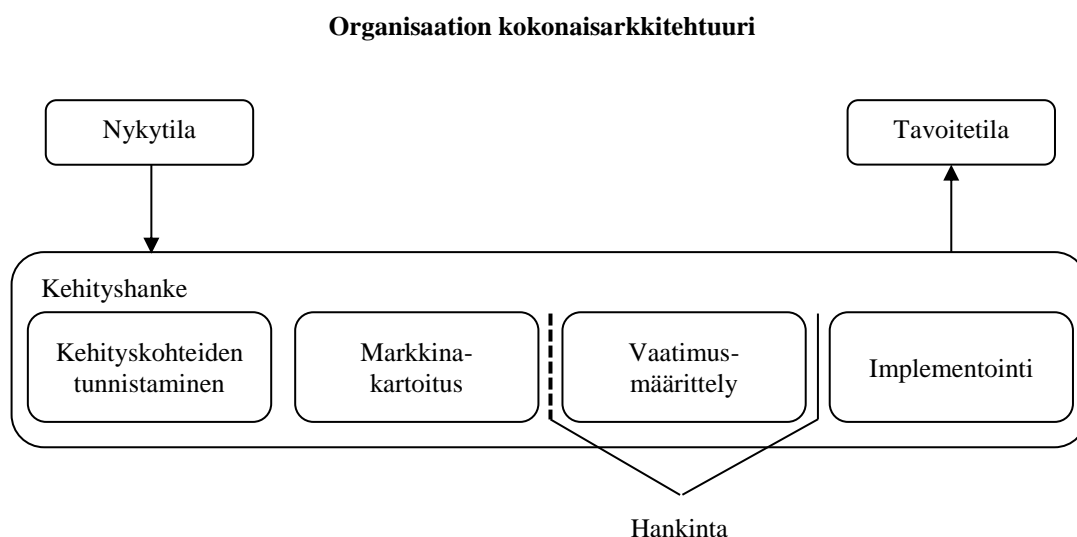 Organisaation kokonaisarkkitehtuuri
Nykytila
Tavoitetila
Kehityshanke
Kehityskohteiden
tunnistaminen
Markkina-
kartoitus
Vaatimus-
määrittely
Implementointi
Hankinta